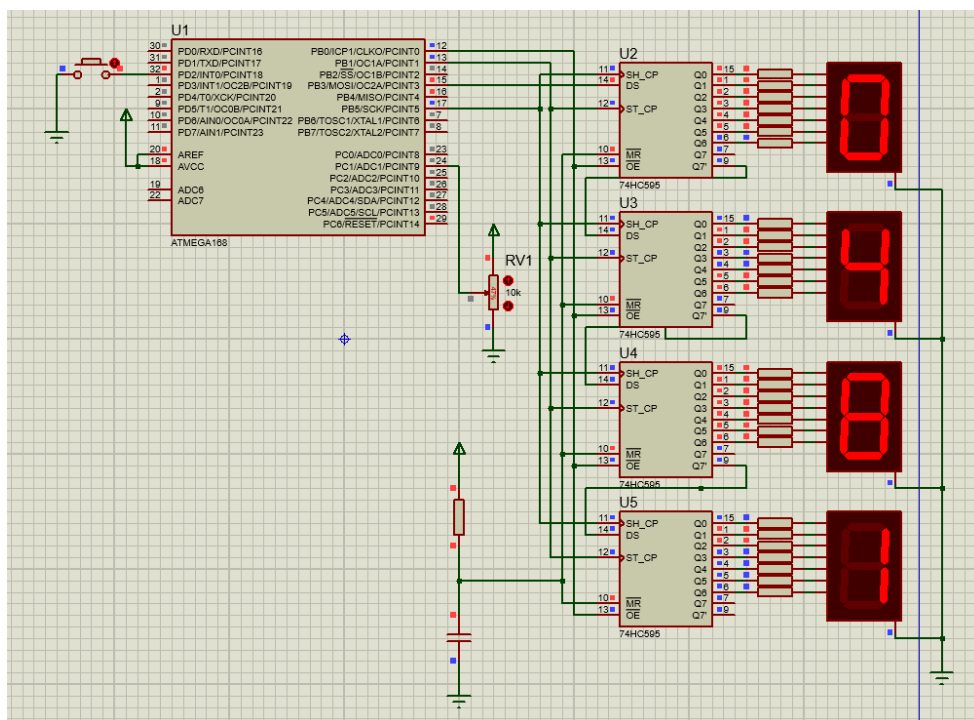 U1
30 PD0/RXD/PCINT16 PB0/ICP1/CLKO/PCINT0 12
31 PD1/TXD/PCINT17 PB1/OC1A/PCINT1 13
32 PD2/INT0/PCINT18 PB2/SS/OC1B/PCINT2 14
1 PD3/INT1/OC2B/PCINT19 PB3/MOSI/OC2A/PCINT3 15
2 PD4/T0/XCK/PCINT20 PB4/MISO/PCINT4 16
9 PD5/T1/OC0B/PCINT21 PB5/SCK/PCINT5 17
10 PD6/AIN0/OC0A/PCINT22 PB6/TOSC1/XTAL1/PCINT6 7
11 PD7/AIN1/PCINT23 PB7/TOSC2/XTAL2/PCINT7 8
20 AREF PC0/ADC0/PCINT8 23
18 AVCC PC1/ADC1/PCINT9 24
PC2/ADC2/PCINT10 25
19 ADC6 PC3/ADC3/PCINT11 26
22 ADC7 PC4/ADC4/SDA/PCINT12 27
PC5/ADC5/SCL/PCINT13 28
PC6/RESET/PCINT14 29
ATMEGA168
RV1
10k
47%
U2
11 SH_CP Q0 15
14 DS Q1 1
Q2 2
12 ST_CP Q3 3
Q4 4
Q5 5
Q6 6
10 MR Q7 7
13 OE Q7' 9
74HC595
0
U3
11 SH_CP Q0 15
14 DS Q1 1
Q2 2
12 ST_CP Q3 3
Q4 4
Q5 5
Q6 6
10 MR Q7 7
13 OE Q7' 9
74HC595
4
U4
11 SH_CP Q0 15
14 DS Q1 1
Q2 2
12 ST_CP Q3 3
Q4 4
Q5 5
Q6 6
10 MR Q7 7
13 OE Q7' 9
74HC595
8
U5
11 SH_CP Q0 15
14 DS Q1 1
Q2 2
12 ST_CP Q3 3
Q4 4
Q5 5
Q6 6
10 MR Q7 7
13 OE Q7' 9
74HC595
1